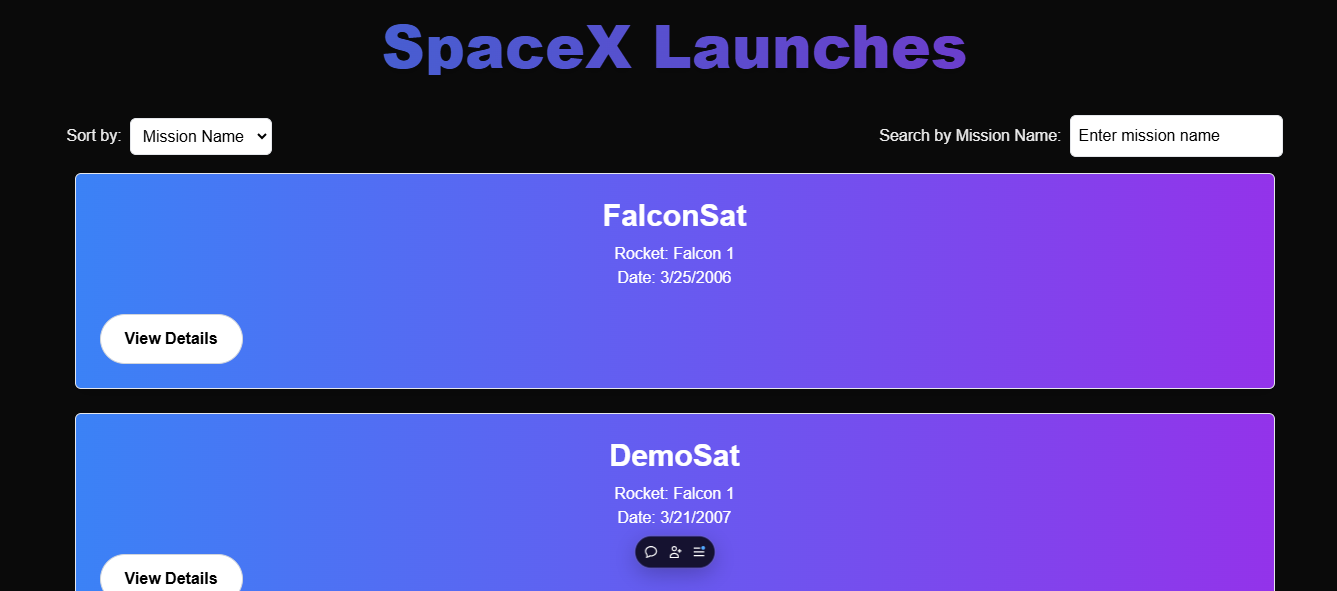 SpaceX Launches
Sort by: Mission Name Search by Mission Name: Enter mission name
FalconSat
Rocket: Falcon 1
Date: 3/25/2006
View Details
DemoSat
Rocket: Falcon 1
Date: 3/21/2007
View Details